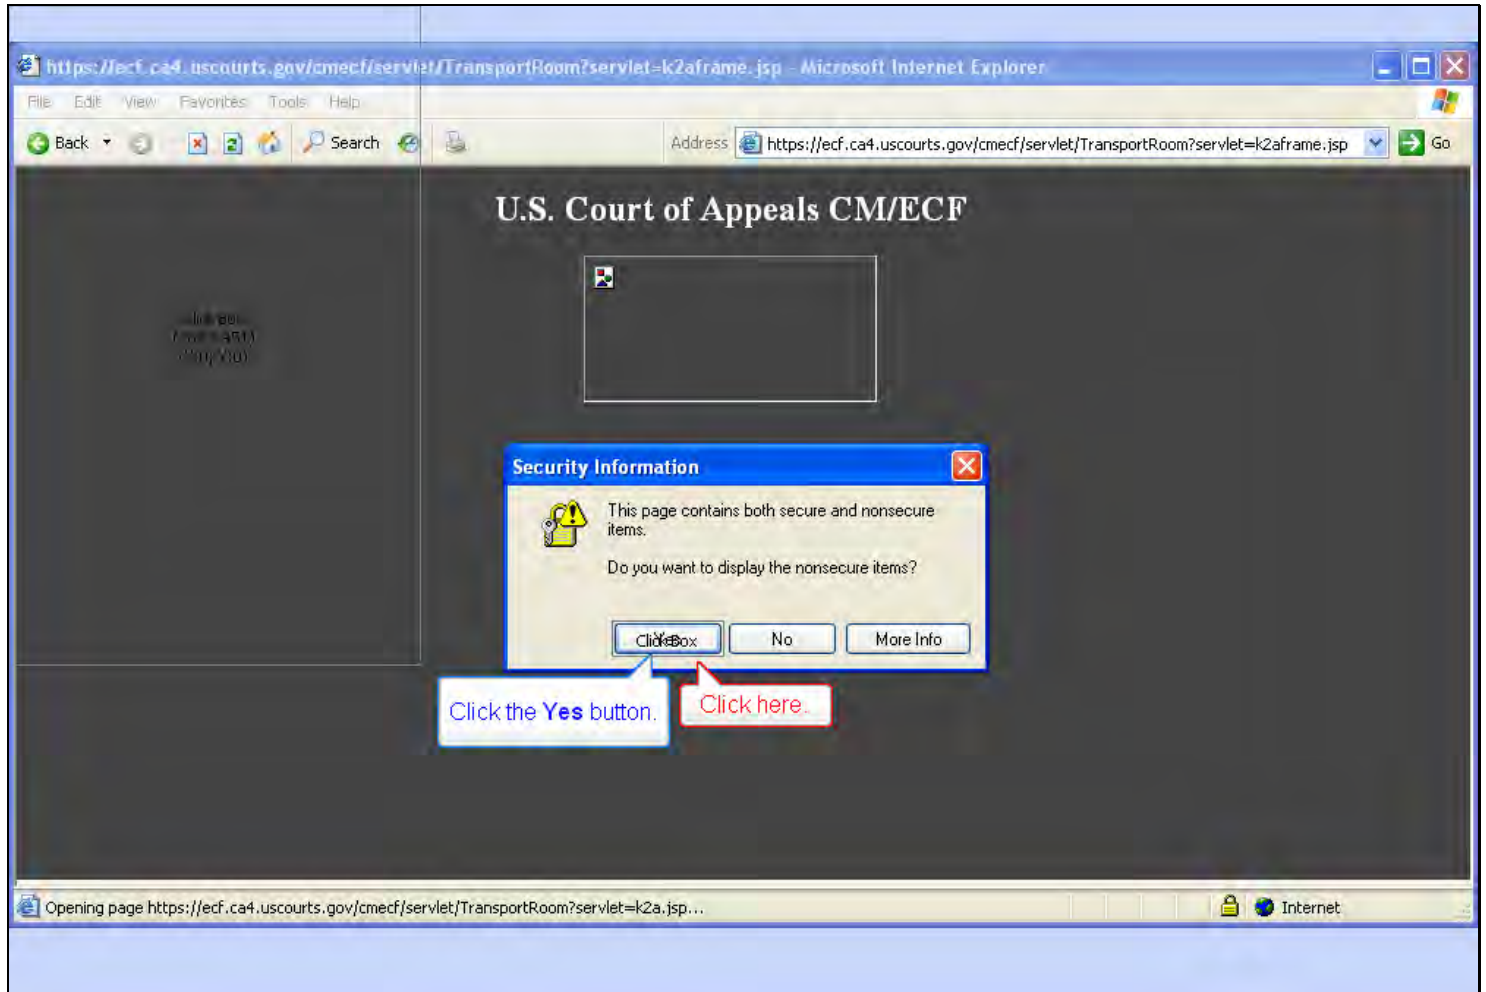 https://ecf.ca4.uscourts.gov/cmecf/servlet/TransportRoom?servlet=k2aframe.jsp - Microsoft Internet Explorer
File Edit View Favorites Tools Help
Back Search Address https://ecf.ca4.uscourts.gov/cmecf/servlet/TransportRoom?servlet=k2aframe.jsp Go
U.S. Court of Appeals CM/ECF
Security Information
This page contains both secure and nonsecure
items.
Do you want to display the nonsecure items?
Click Box Yes No More Info
Click the Yes button.
Click here.
Opening page https://ecf.ca4.uscourts.gov/cmecf/servlet/TransportRoom?servlet=k2a.jsp... Internet